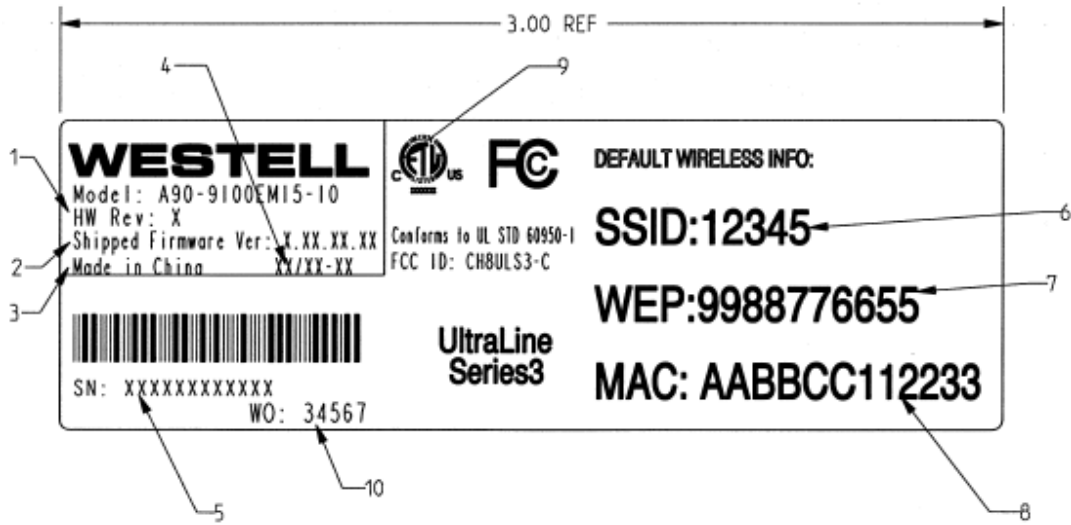 3.00 REF
4
9
1
2
3
WESTELL
Model: A90-9100EM15-10
HW Rev: X
Shipped Firmware Ver: X.XX.XX.XX
Made in China XX/XX-XX
SN: XXXXXXXXXXXX
WO: 34567
C ETL US
FC
Conforms to UL STD 60950-1
FCC ID: CH8ULS3-C
UltraLine
Series3
DEFAULT WIRELESS INFO:
SSID:12345
WEP:9988776655
MAC: AABBCC112233
6
7
5
10
8